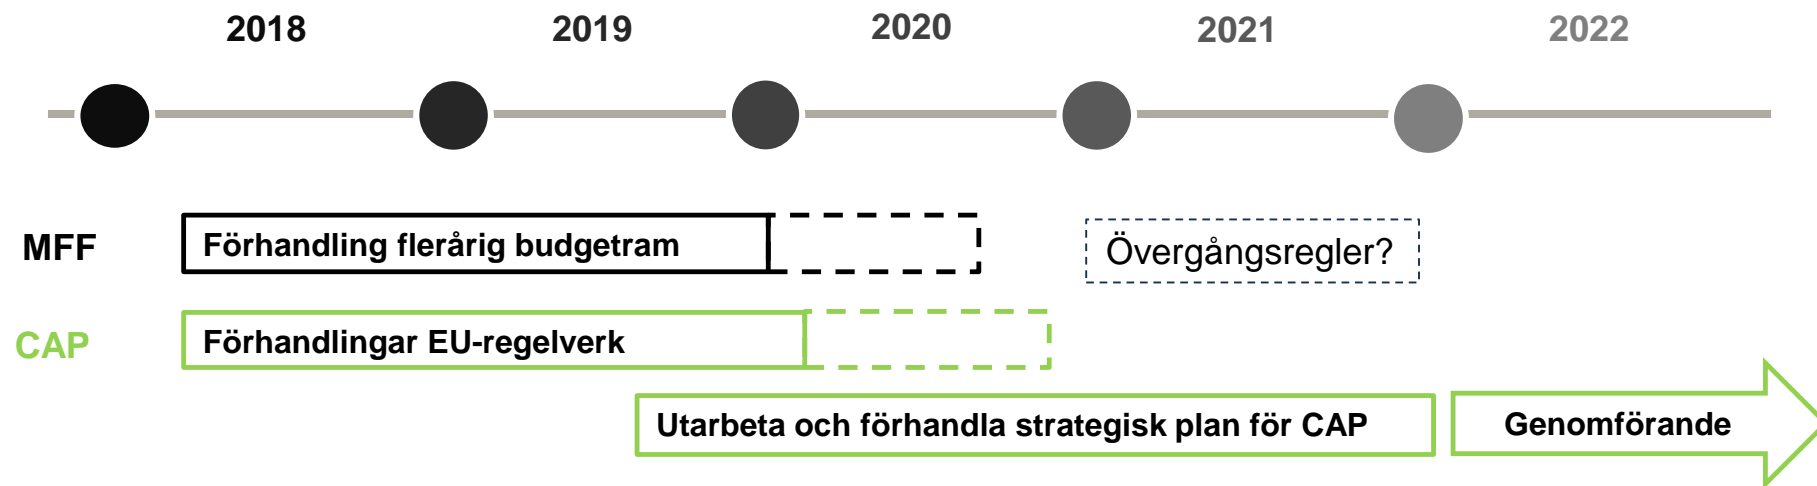 2018 2019 2020 2021 2022
MFF Förhandling flerårig budgetram Övergångsregler?
CAP Förhandlingar EU-regelverk
Utarbeta och förhandla strategisk plan för CAP Genomförande